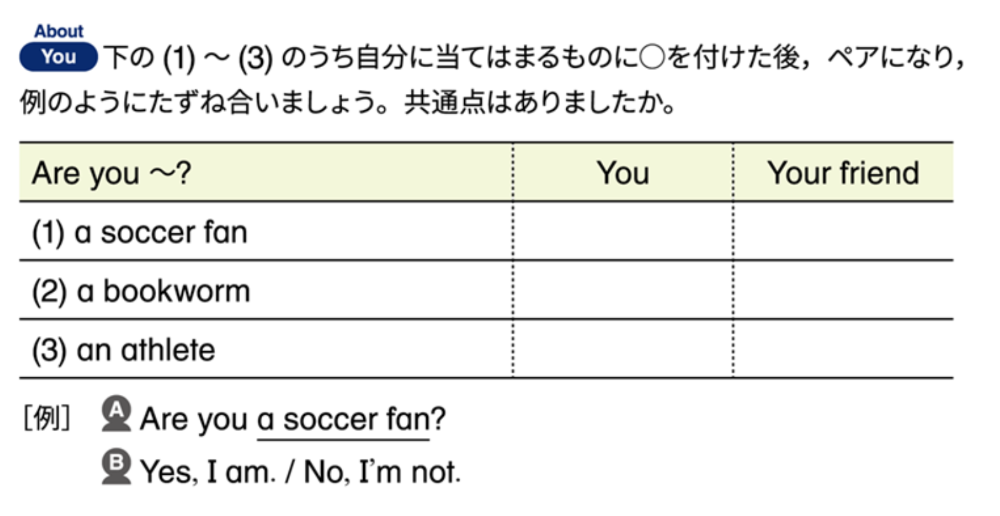 About
You 下の (1) ～ (3) のうち自分に当てはまるものに○を付けた後，ペアになり，
例のようにたずね合いましょう。共通点はありましたか。
Are you ～? You Your friend
(1) a soccer fan
(2) a bookworm
(3) an athlete
［例］ A Are you a soccer fan?
B Yes, I am. / No, I’m not.